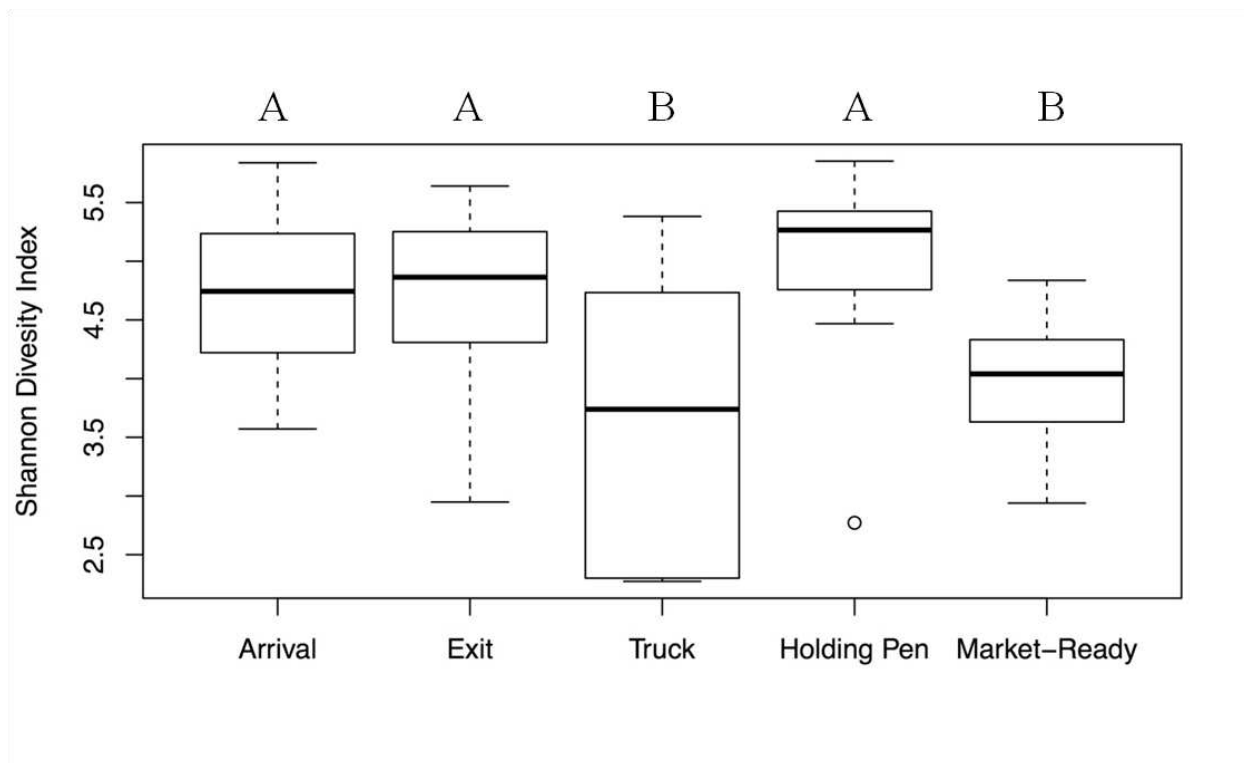 A A B A B
Shannon Divesity Index
5.5
4.5
3.5
2.5
Arrival Exit Truck Holding Pen Market–Ready